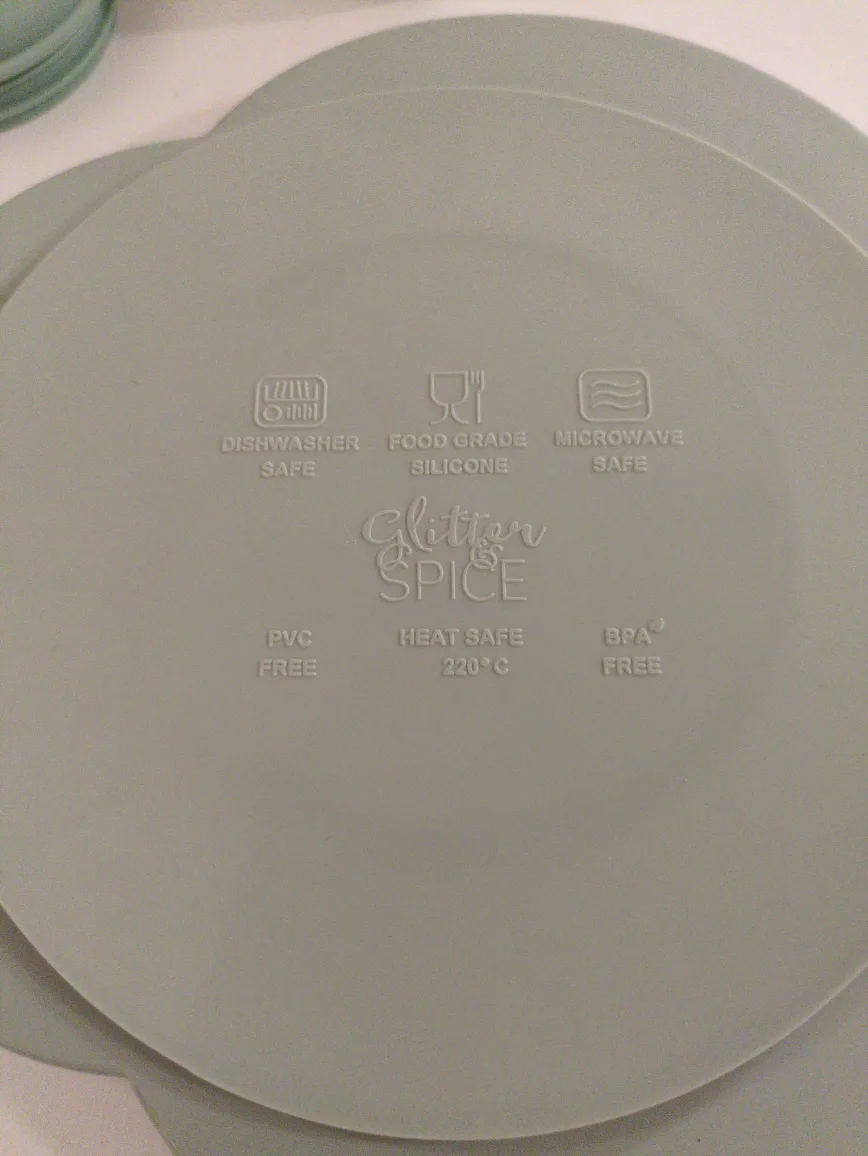 DISHWASHER FOOD GRADE MICROWAVE
SAFE SILICONE SAFE
Glitter
& SPICE
PVC HEAT SAFE BPA
FREE 220°C FREE